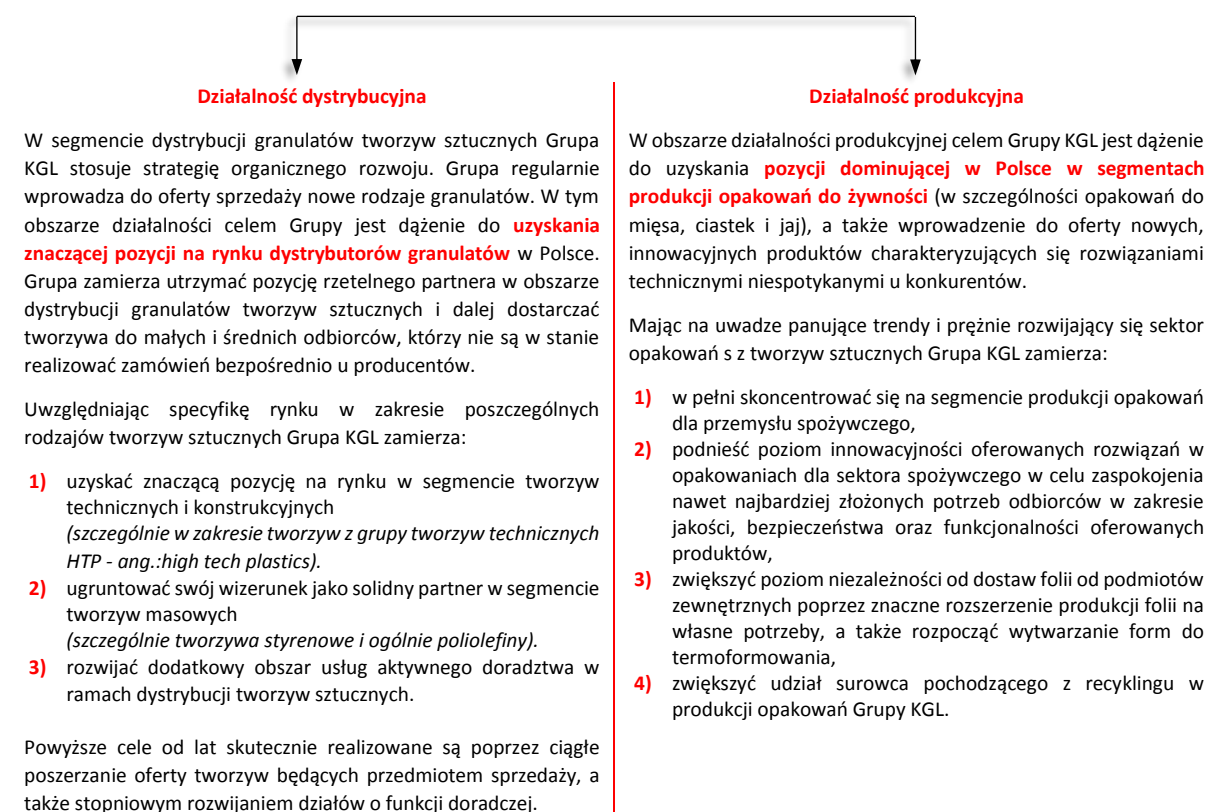 Działalność dystrybucyjna
W segmencie dystrybucji granulatów tworzyw sztucznych Grupa
KGL stosuje strategię organicznego rozwoju. Grupa regularnie
wprowadza do oferty sprzedaży nowe rodzaje granulatów. W tym
obszarze działalności celem Grupy jest dążenie do uzyskania
znaczącej pozycji na rynku dystrybutorów granulatów w Polsce.
Grupa zamierza utrzymać pozycję rzetelnego partnera w obszarze
dystrybucji granulatów tworzyw sztucznych i dalej dostarczać
tworzywa do małych i średnich odbiorców, którzy nie są w stanie
realizować zamówień bezpośrednio u producentów.
Uwzględniając specyfikę rynku w zakresie poszczególnych
rodzajów tworzyw sztucznych Grupa KGL zamierza:
1) uzyskać znaczącą pozycję na rynku w segmencie tworzyw
technicznych i konstrukcyjnych
(szczególnie w zakresie tworzyw z grupy tworzyw technicznych
HTP - ang.:high tech plastics).
2) ugruntować swój wizerunek jako solidny partner w segmencie
tworzyw masowych
(szczególnie tworzywa styrenowe i ogólnie poliolefiny).
3) rozwijać dodatkowy obszar usług aktywnego doradztwa w
ramach dystrybucji tworzyw sztucznych.
Powyższe cele od lat skutecznie realizowane są poprzez ciągłe
poszerzanie oferty tworzyw będących przedmiotem sprzedaży, a
także stopniowym rozwijaniem działów o funkcji doradczej.
Działalność produkcyjna
W obszarze działalności produkcyjnej celem Grupy KGL jest dążenie
do uzyskania pozycji dominującej w Polsce w segmentach
produkcji opakowań do żywności (w szczególności opakowań do
mięsa, ciastek i jaj), a także wprowadzenie do oferty nowych,
innowacyjnych produktów charakteryzujących się rozwiązaniami
technicznymi niespotykanymi u konkurentów.
Mając na uwadze panujące trendy i prężnie rozwijający się sektor
opakowań s z tworzyw sztucznych Grupa KGL zamierza:
1) w pełni skoncentrować się na segmencie produkcji opakowań
dla przemysłu spożywczego,
2) podnieść poziom innowacyjności oferowanych rozwiązań w
opakowaniach dla sektora spożywczego w celu zaspokojenia
nawet najbardziej złożonych potrzeb odbiorców w zakresie
jakości, bezpieczeństwa oraz funkcjonalności oferowanych
produktów,
3) zwiększyć poziom niezależności od dostaw folii od podmiotów
zewnętrznych poprzez znaczne rozszerzenie produkcji folii na
własne potrzeby, a także rozpocząć wytwarzanie form do
termoformowania,
4) zwiększyć udział surowca pochodzącego z recyklingu w
produkcji opakowań Grupy KGL.